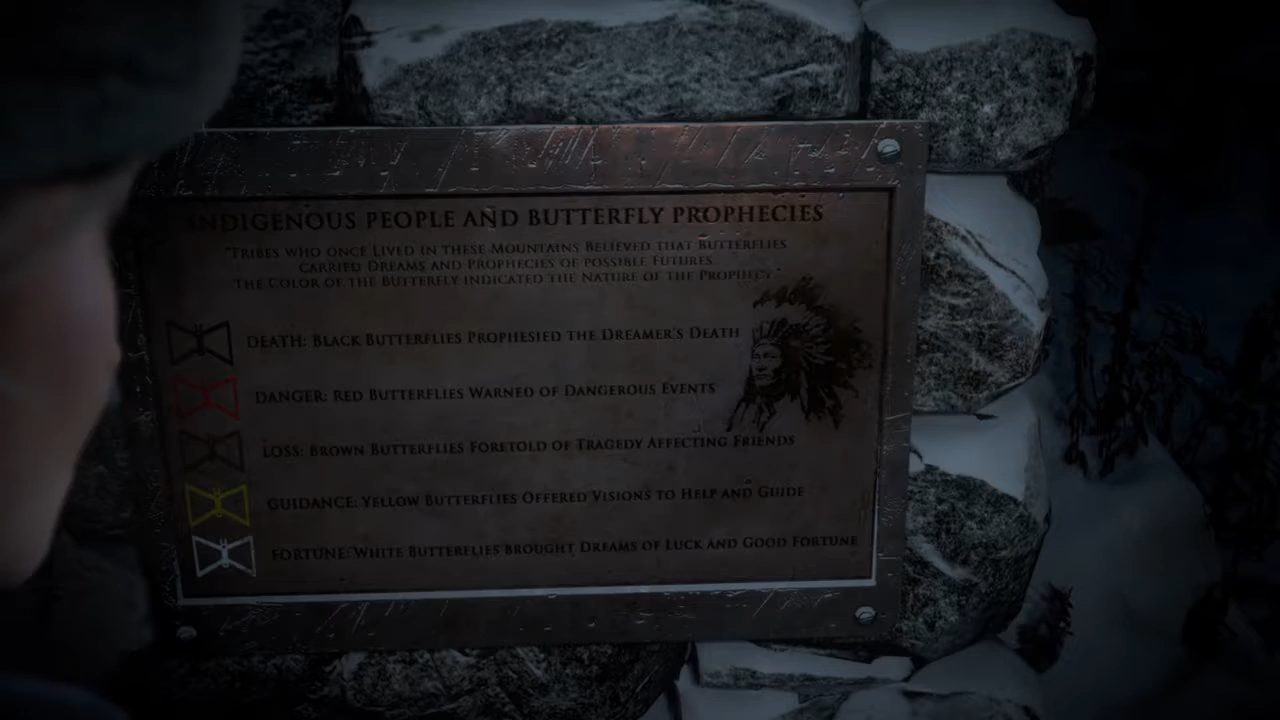 INDIGENOUS PEOPLE AND BUTTERFLY PROPHECIES
"TRIBES WHO ONCE LIVED IN THESE MOUNTAINS BELIEVED THAT BUTTERFLIES
CARRIED DREAMS AND PROPHECIES OF POSSIBLE FUTURES.
THE COLOR OF THE BUTTERFLY INDICATED THE NATURE OF THE PROPHECY."
DEATH: BLACK BUTTERFLIES PROPHESIED THE DREAMER'S DEATH
DANGER: RED BUTTERFLIES WARNED OF DANGEROUS EVENTS
LOSS: BROWN BUTTERFLIES FORETOLD OF TRAGEDY AFFECTING FRIENDS
GUIDANCE: YELLOW BUTTERFLIES OFFERED VISIONS TO HELP AND GUIDE
FORTUNE: WHITE BUTTERFLIES BROUGHT DREAMS OF LUCK AND GOOD FORTUNE